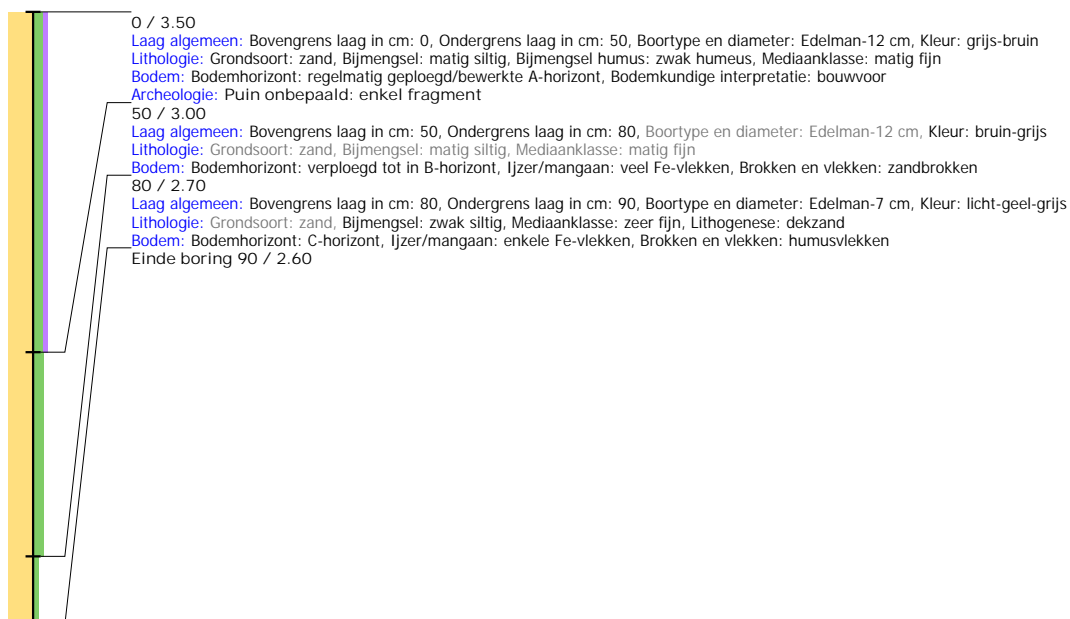 0 / 3.50
Laag algemeen: Bovengrens laag in cm: 0, Ondergrens laag in cm: 50, Boortype en diameter: Edelman-12 cm, Kleur: grijs-bruin
Lithologie: Grondsoort: zand, Bijmengsel: matig siltig, Bijmengsel humus: zwak humeus, Mediaanklasse: matig fijn
Bodem: Bodemhorizont: regelmatig geploegd/bewerkte A-horizont, Bodemkundige interpretatie: bouwvoor
Archeologie: Puin onbepaald: enkel fragment
50 / 3.00
Laag algemeen: Bovengrens laag in cm: 50, Ondergrens laag in cm: 80, Boortype en diameter: Edelman-12 cm, Kleur: bruin-grijs
Lithologie: Grondsoort: zand, Bijmengsel: matig siltig, Mediaanklasse: matig fijn
Bodem: Bodemhorizont: verploegd tot in B-horizont, Ijzer/mangaan: veel Fe-vlekken, Brokken en vlekken: zandbrokken
80 / 2.70
Laag algemeen: Bovengrens laag in cm: 80, Ondergrens laag in cm: 90, Boortype en diameter: Edelman-7 cm, Kleur: licht-geel-grijs
Lithologie: Grondsoort: zand, Bijmengsel: zwak siltig, Mediaanklasse: zeer fijn, Lithogenese: dekzand
Bodem: Bodemhorizont: C-horizont, Ijzer/mangaan: enkele Fe-vlekken, Brokken en vlekken: humusvlekken
Einde boring 90 / 2.60